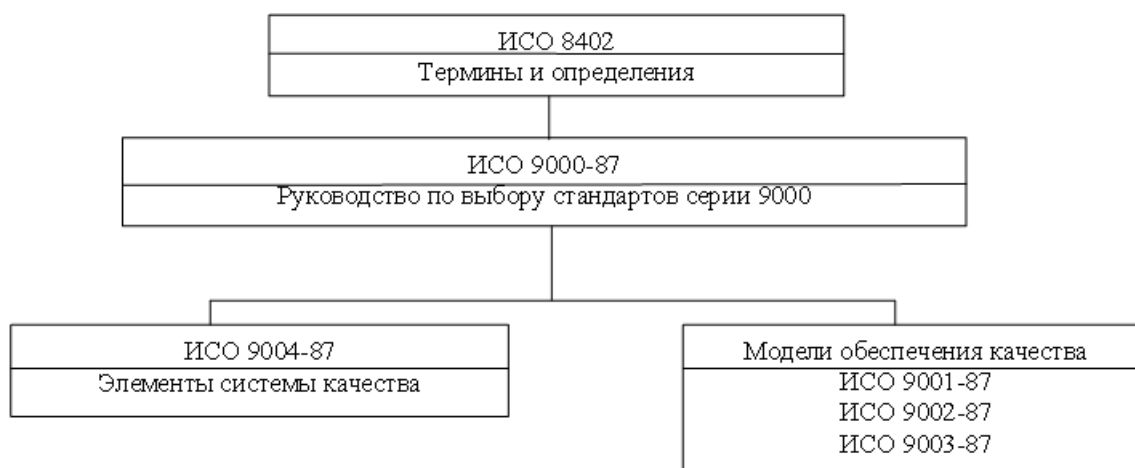 ИСО 8402
Термины и определения
ИСО 9000-87
Руководство по выбору стандартов серии 9000
ИСО 9004-87
Элементы системы качества
Модели обеспечения качества
ИСО 9001-87
ИСО 9002-87
ИСО 9003-87